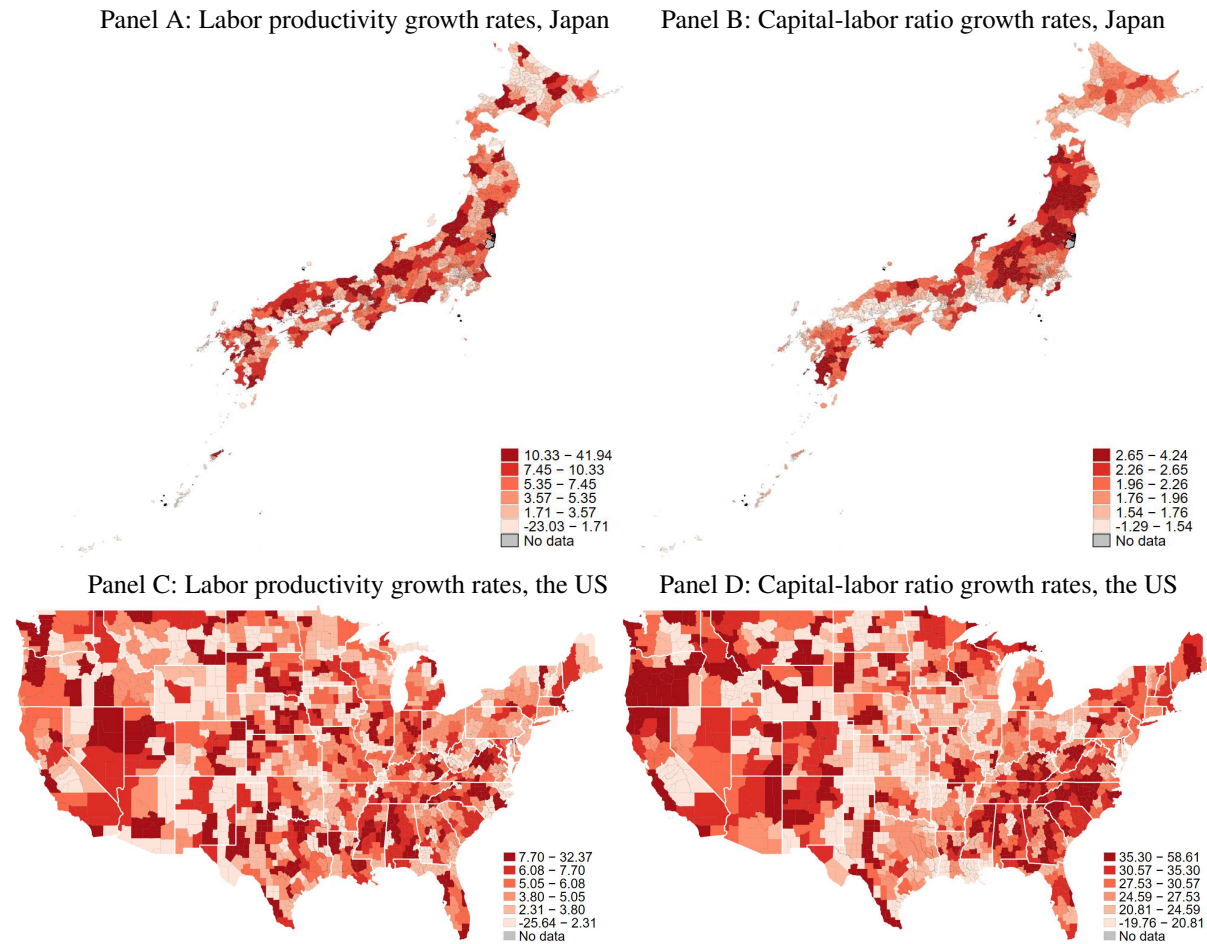 Panel A: Labor productivity growth rates, Japan
Panel B: Capital-labor ratio growth rates, Japan
10.33 − 41.94
7.45 − 10.33
5.35 − 7.45
3.57 − 5.35
1.71 − 3.57
-23.03 − 1.71
No data
2.65 − 4.24
2.26 − 2.65
1.96 − 2.26
1.76 − 1.96
1.54 − 1.76
-1.29 − 1.54
No data
Panel C: Labor productivity growth rates, the US
Panel D: Capital-labor ratio growth rates, the US
7.70 − 32.37
6.08 − 7.70
5.05 − 6.08
3.80 − 5.05
2.31 − 3.80
-25.64 − 2.31
No data
35.30 − 58.61
30.57 − 35.30
27.53 − 30.57
24.59 − 27.53
20.81 − 24.59
-19.76 − 20.81
No data